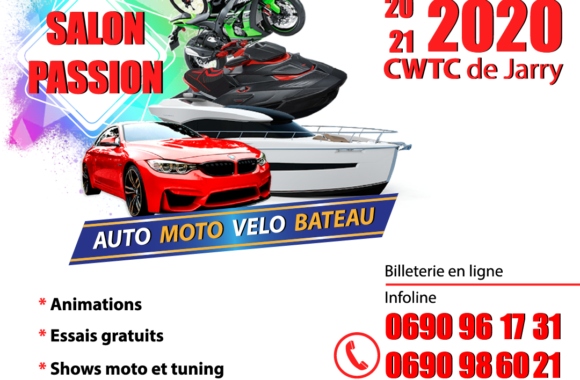 SALON
PASSION
20
21
2020
CWTC de Jarry
AUTO MOTO VELO BATEAU
* Animations
* Essais gratuits
* Shows moto et tuning
Billeterie en ligne
Infoline
0690 96 17 31
0690 98 60 21